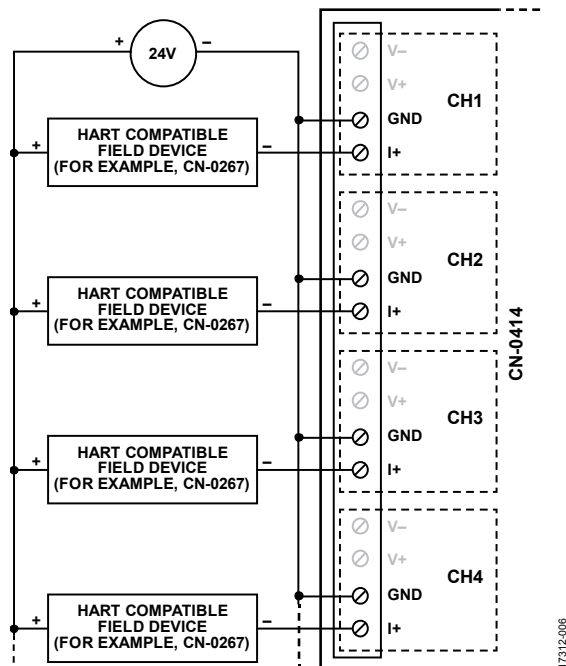 +
24V
–
V–
V+
GND
I+
CH1
+
HART COMPATIBLE
FIELD DEVICE
(FOR EXAMPLE, CN-0267)
–
V–
V+
GND
I+
CH2
+
HART COMPATIBLE
FIELD DEVICE
(FOR EXAMPLE, CN-0267)
–
CN-0414
V–
V+
GND
I+
CH3
+
HART COMPATIBLE
FIELD DEVICE
(FOR EXAMPLE, CN-0267)
–
V–
V+
GND
I+
CH4
+
HART COMPATIBLE
FIELD DEVICE
(FOR EXAMPLE, CN-0267)
–
17312-006